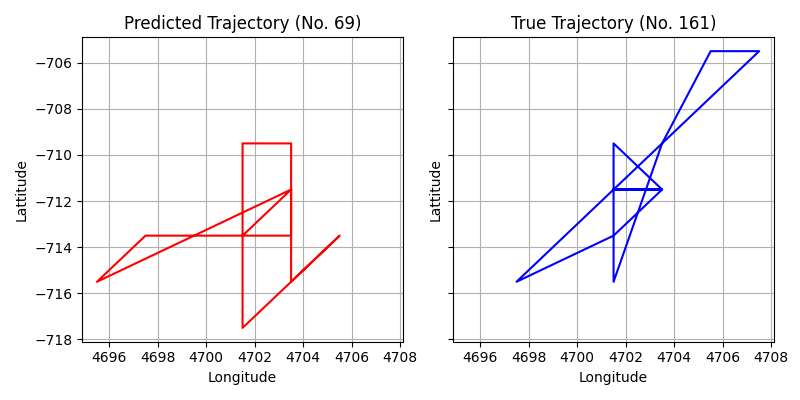 Predicted Trajectory (No. 69)
True Trajectory (No. 161)
Lattitude
−706
−708
−710
−712
−714
−716
−718
4696 4698 4700 4702 4704 4706 4708
Longitude
Lattitude
4696 4698 4700 4702 4704 4706 4708
Longitude